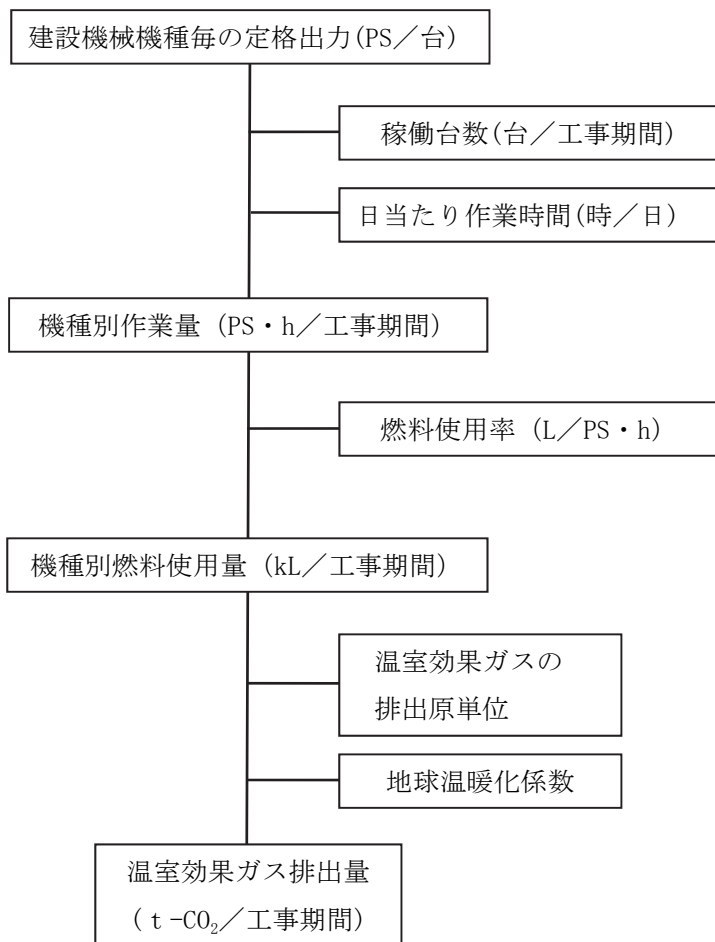 建設機械機種毎の定格出力(PS／台)
稼働台数(台／工事期間)
日当たり作業時間(時／日)
機種別作業量 (PS・h／工事期間)
燃料使用率 (L／PS・h)
機種別燃料使用量 (kL／工事期間)
温室効果ガスの
排出原単位
地球温暖化係数
温室効果ガス排出量
(ｔ-CO₂／工事期間)